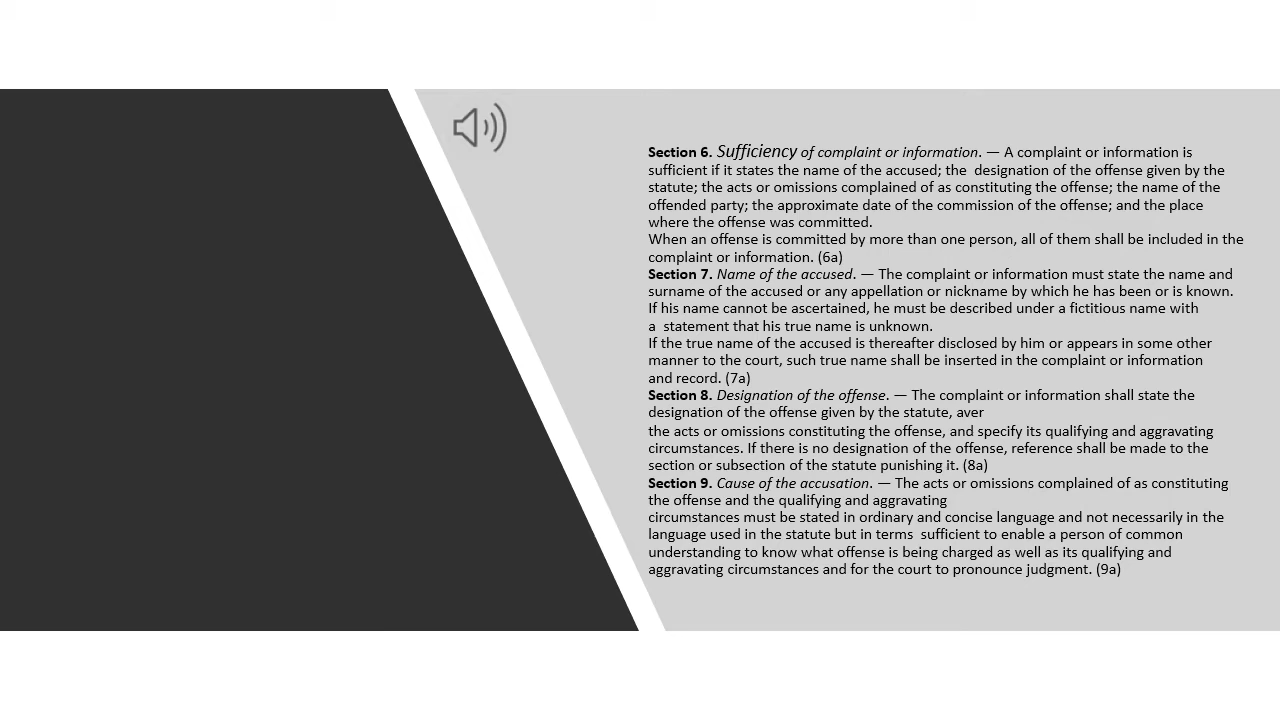 Section 6. Sufficiency of complaint or information. — A complaint or information is
sufficient if it states the name of the accused; the  designation of the offense given by the
statute; the acts or omissions complained of as constituting the offense; the name of the
offended party; the approximate date of the commission of the offense; and the place
where the offense was committed.
When an offense is committed by more than one person, all of them shall be included in the
complaint or information. (6a)
Section 7. Name of the accused. — The complaint or information must state the name and
surname of the accused or any appellation or nickname by which he has been or is known.
If his name cannot be ascertained, he must be described under a fictitious name with
a  statement that his true name is unknown.
If the true name of the accused is thereafter disclosed by him or appears in some other
manner to the court, such true name shall be inserted in the complaint or information
and record. (7a)
Section 8. Designation of the offense. — The complaint or information shall state the
designation of the offense given by the statute, aver
the acts or omissions constituting the offense, and specify its qualifying and aggravating
circumstances. If there is no designation of the offense, reference shall be made to the
section or subsection of the statute punishing it. (8a)
Section 9. Cause of the accusation. — The acts or omissions complained of as constituting
the offense and the qualifying and aggravating
circumstances must be stated in ordinary and concise language and not necessarily in the
language used in the statute but in terms  sufficient to enable a person of common
understanding to know what offense is being charged as well as its qualifying and
aggravating circumstances and for the court to pronounce judgment. (9a)